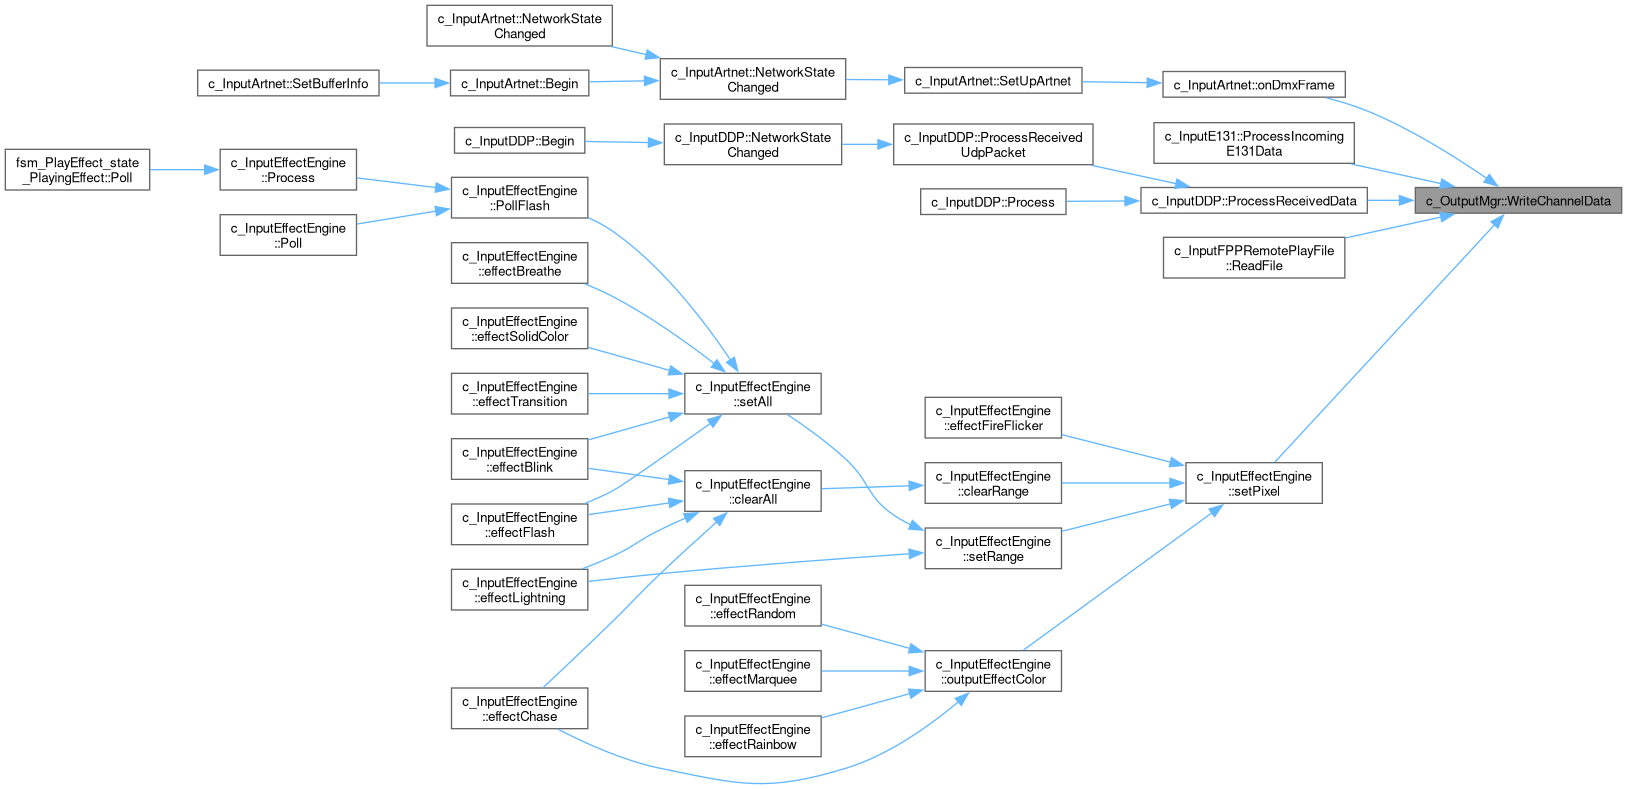 c_InputArtnet::NetworkState
Changed
c_InputArtnet::SetBufferInfo
c_InputArtnet::Begin
c_InputArtnet::NetworkState
Changed
c_InputArtnet::SetUpArtnet
c_InputArtnet::onDmxFrame
c_InputDDP::Begin
c_InputDDP::NetworkState
Changed
c_InputDDP::ProcessReceived
UdpPacket
c_InputE131::ProcessIncoming
E131Data
fsm_PlayEffect_state
_PlayingEffect::Poll
c_InputEffectEngine
::Process
c_InputEffectEngine
::PollFlash
c_InputDDP::Process
c_InputDDP::ProcessReceivedData
c_OutputMgr::WriteChannelData
c_InputEffectEngine
::Poll
c_InputEffectEngine
::effectBreathe
c_InputFPPRemotePlayFile
::ReadFile
c_InputEffectEngine
::effectSolidColor
c_InputEffectEngine
::effectTransition
c_InputEffectEngine
::setAll
c_InputEffectEngine
::effectFireFlicker
c_InputEffectEngine
::effectBlink
c_InputEffectEngine
::clearAll
c_InputEffectEngine
::clearRange
c_InputEffectEngine
::setPixel
c_InputEffectEngine
::effectFlash
c_InputEffectEngine
::setRange
c_InputEffectEngine
::effectLightning
c_InputEffectEngine
::effectRandom
c_InputEffectEngine
::effectMarquee
c_InputEffectEngine
::outputEffectColor
c_InputEffectEngine
::effectChase
c_InputEffectEngine
::effectRainbow